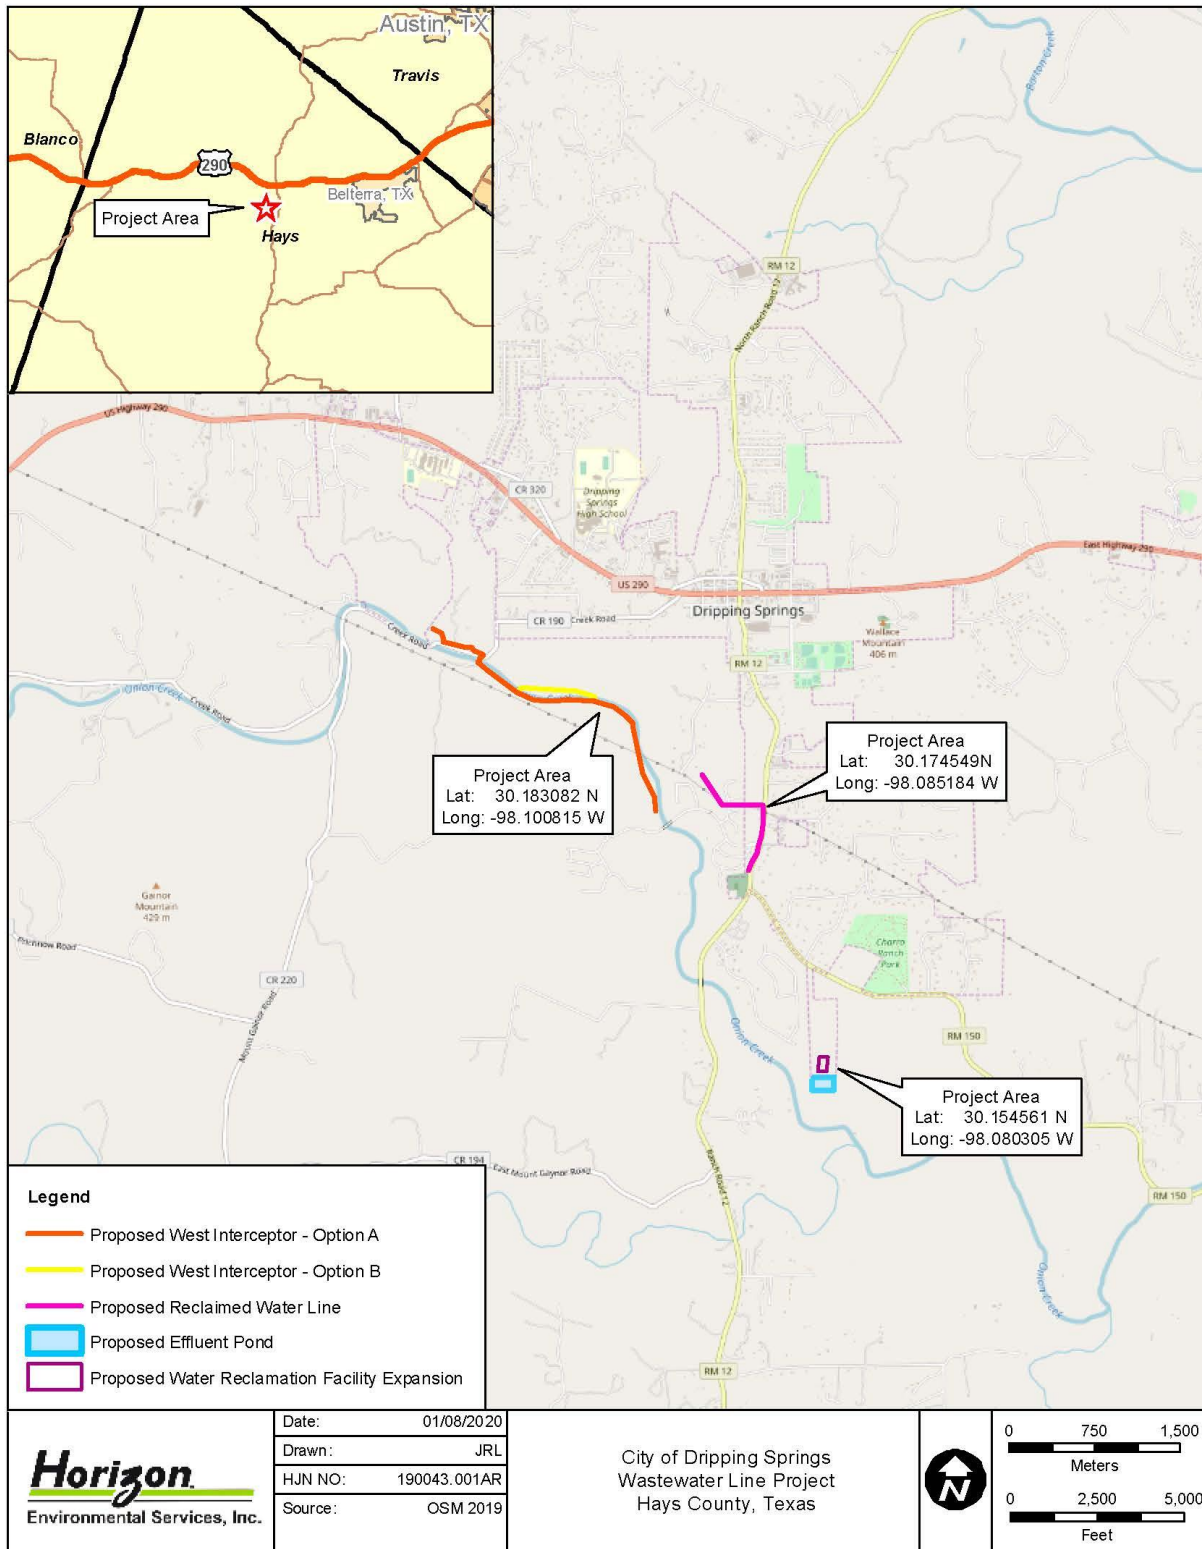 Austin, TX
Travis
Blanco
290
Belterra, TX
Project Area
Hays
Barton Creek
RM 12
North Ranch Road 12
US Highway 290
CR 320
Dripping
Springs
High School
East Highway 290
US 290
Dripping Springs
CR 190
Creek Road
Creek Road
Wallace
Mountain
406 m
RM 12
Onion Creek
Creek Road
Project Area
Lat: 30.183082 N
Long: -98.100815 W
Project Area
Lat: 30.174549N
Long: -98.085184 W
Gainor
Mountain
429 m
Pochnow Road
CR 220
Mount Gainor Road
Charro
Ranch
Park
Onion Creek
RM 150
Project Area
Lat: 30.154561 N
Long: -98.080305 W
CR 194
East Mount Gaynor Road
Ranch Road 12
RM 150
Onion Creek
RM 12
Legend
Proposed West Interceptor - Option A
Proposed West Interceptor - Option B
Proposed Reclaimed Water Line
Proposed Effluent Pond
Proposed Water Reclamation Facility Expansion
Horizon
Environmental Services, Inc.
Date: 01/08/2020
Drawn: JRL
HJN NO: 190043.001AR
Source: OSM 2019
City of Dripping Springs
Wastewater Line Project
Hays County, Texas
N
0 750 1,500
Meters
0 2,500 5,000
Feet